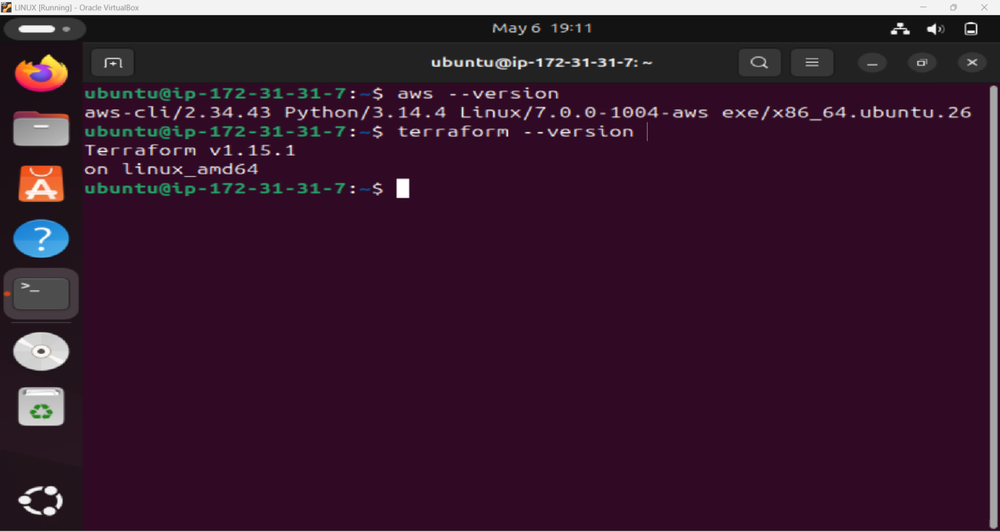 LINUX [Running] - Oracle VirtualBox
May 6 19:11
ubuntu@ip-172-31-31-7: ~
ubuntu@ip-172-31-31-7:~$ aws --version
aws-cli/2.34.43 Python/3.14.4 Linux/7.0.0-1004-aws exe/x86_64.ubuntu.26
ubuntu@ip-172-31-31-7:~$ terraform --version
Terraform v1.15.1
on linux_amd64
ubuntu@ip-172-31-31-7:~$